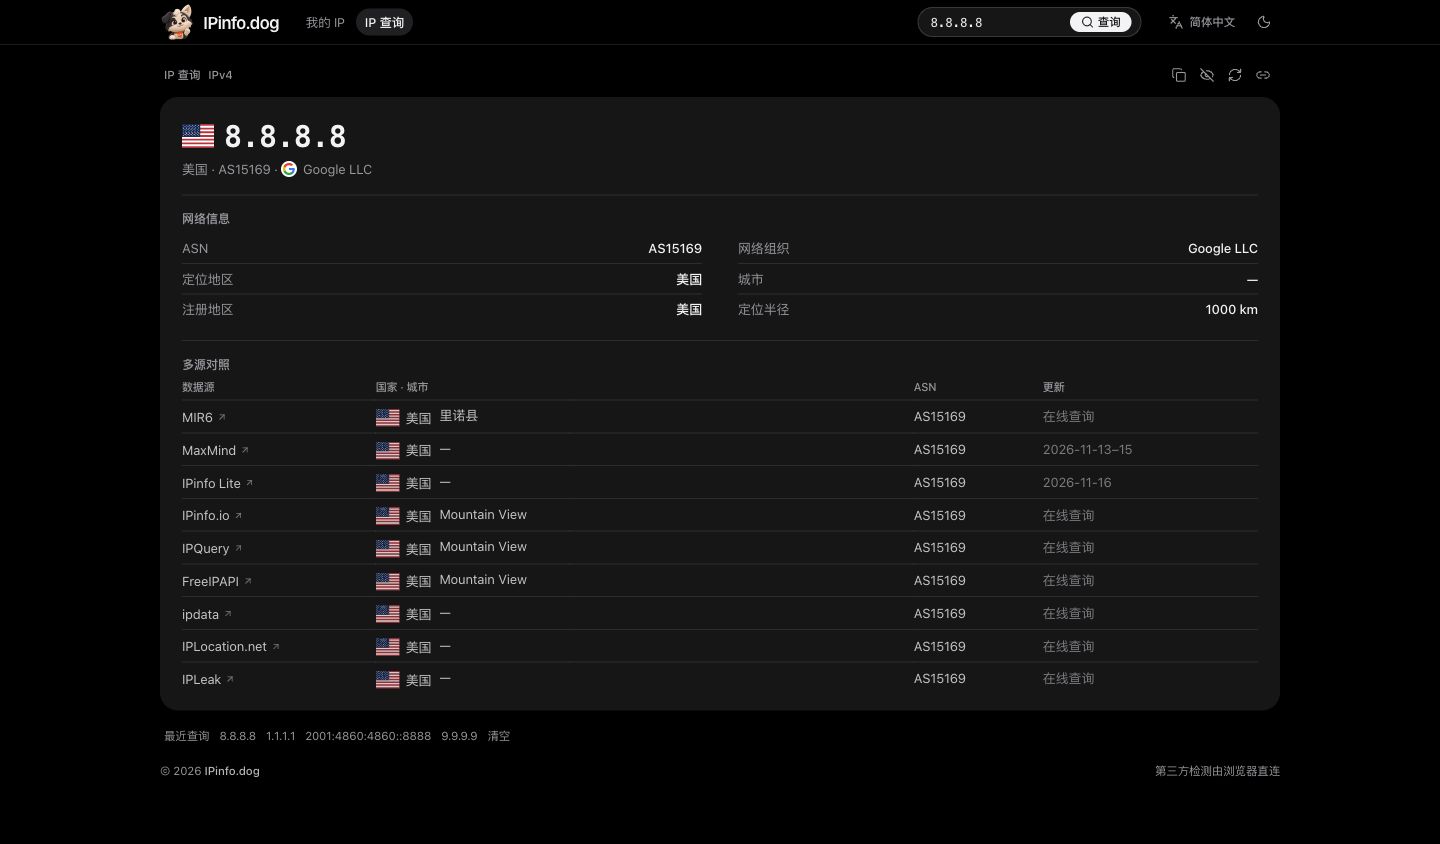 IPinfo.dog 我的 IP IP 查询 8.8.8.8 查询 简体中文
IP 查询 IPv4
8.8.8.8
美国 · AS15169 · Google LLC
网络信息
ASN AS15169 网络组织 Google LLC
定位地区 美国 城市 —
注册地区 美国 定位半径 1000 km
多源对照
数据源 国家 · 城市 ASN 更新
MIR6 ↗ 美国 里诺县 AS15169 在线查询
MaxMind ↗ 美国 — AS15169 2026-11-13–15
IPinfo Lite ↗ 美国 — AS15169 2026-11-16
IPinfo.io ↗ 美国 Mountain View AS15169 在线查询
IPQuery ↗ 美国 Mountain View AS15169 在线查询
FreeIPAPI ↗ 美国 Mountain View AS15169 在线查询
ipdata ↗ 美国 — AS15169 在线查询
IPLocation.net ↗ 美国 — AS15169 在线查询
IPLeak ↗ 美国 — AS15169 在线查询
最近查询 8.8.8.8 1.1.1.1 2001:4860:4860::8888 9.9.9.9 清空
© 2026 IPinfo.dog 第三方检测由浏览器直连